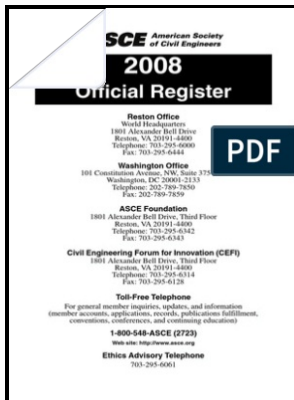 ASCE American Society
of Civil Engineers
2008
Official Register
Reston Office
World Headquarters
1801 Alexander Bell Drive
Reston, VA 20191-4400
Telephone: 703-295-6000
Fax: 703-295-6444
PDF
Washington Office
101 Constitution Avenue, NW, Suite 375
Washington, DC 20001-2133
Telephone: 202-789-7850
Fax: 202-789-7859
ASCE Foundation
1801 Alexander Bell Drive, Third Floor
Reston, VA 20191-4400
Telephone: 703-295-6342
Fax: 703-295-6343
Civil Engineering Forum for Innovation (CEFI)
1801 Alexander Bell Drive, Third Floor
Reston, VA 20191-4400
Telephone: 703-295-6314
Fax: 703-295-6128
Toll-Free Telephone
For general member inquiries, updates, and information
(member accounts, applications, records, publications fulfillment,
conventions, conferences, and continuing education)
1-800-548-ASCE (2723)
Web site: http://www.asce.org
Ethics Advisory Telephone
703-295-6061